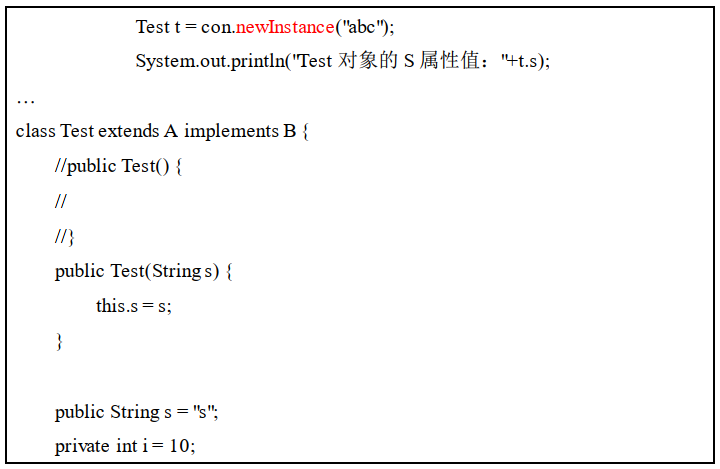 Test t = con.newInstance("abc");
System.out.println("Test 对象的 S 属性值："+t.s);
…
class Test extends A implements B {
//public Test() {
//
//}
public Test(String s) {
this.s = s;
}
public String s = "s";
private int i = 10;